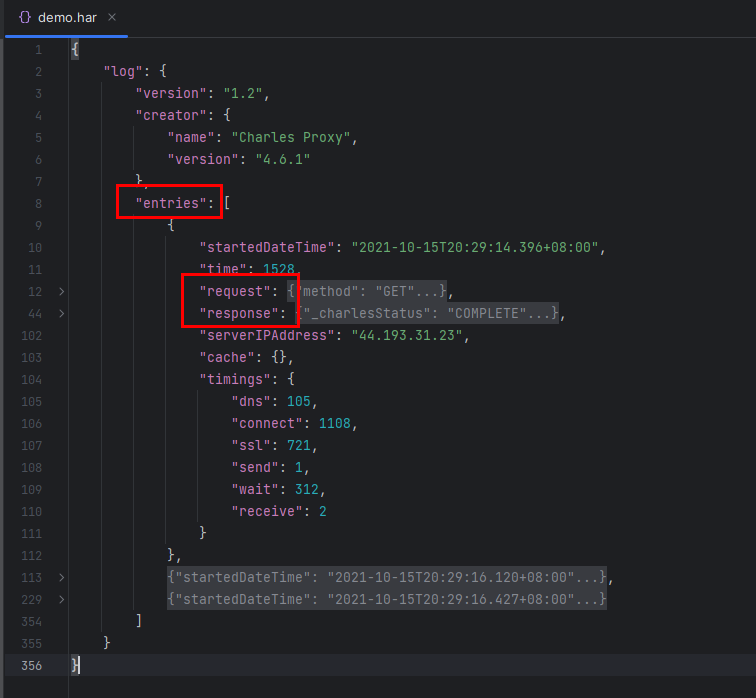 {} demo.har ×
1 {
2 "log": {
3 "version": "1.2",
4 "creator": {
5 "name": "Charles Proxy",
6 "version": "4.6.1"
7 },
8 "entries": [
9 {
10 "startedDateTime": "2021-10-15T20:29:14.396+08:00",
11 "time": 1528,
12 "request": {"method": "GET"...},
44 "response": {"_charlesStatus": "COMPLETE"...},
102 "serverIPAddress": "44.193.31.23",
103 "cache": {},
104 "timings": {
105 "dns": 105,
106 "connect": 1108,
107 "ssl": 721,
108 "send": 1,
109 "wait": 312,
110 "receive": 2
111 }
112 },
113 {"startedDateTime": "2021-10-15T20:29:16.120+08:00"...},
229 {"startedDateTime": "2021-10-15T20:29:16.427+08:00"...}
354 ]
355 }
356 }